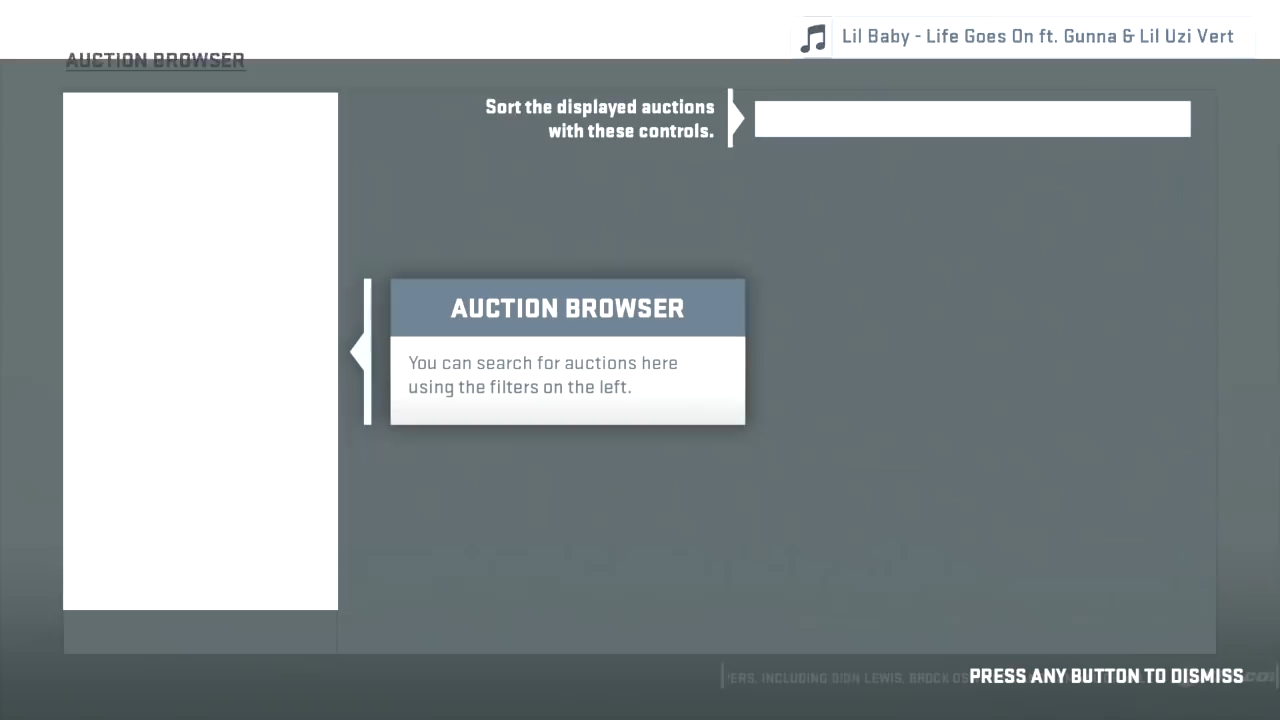 Lil Baby - Life Goes On ft. Gunna & Lil Uzi Vert
AUCTION BROWSER
Sort the displayed auctions
with these controls.
AUCTION BROWSER
You can search for auctions here
using the filters on the left.
'ERS, INCLUDING DION LEWIS, BROCK OS
PRESS ANY BUTTON TO DISMISS